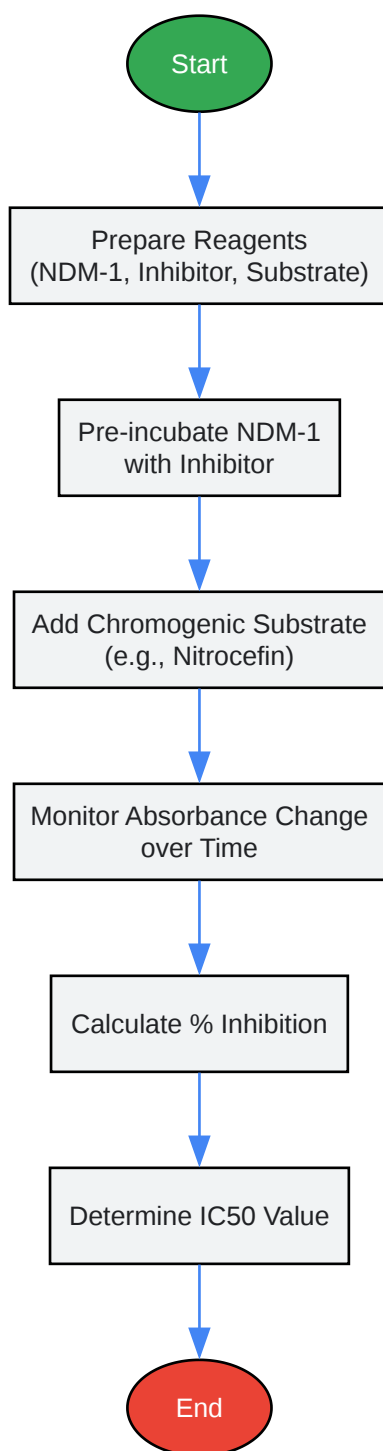 Start
Prepare Reagents
(NDM-1, Inhibitor, Substrate)
Pre-incubate NDM-1
with Inhibitor
Add Chromogenic Substrate
(e.g., Nitrocefin)
Monitor Absorbance Change
over Time
Calculate % Inhibition
Determine IC50 Value
End